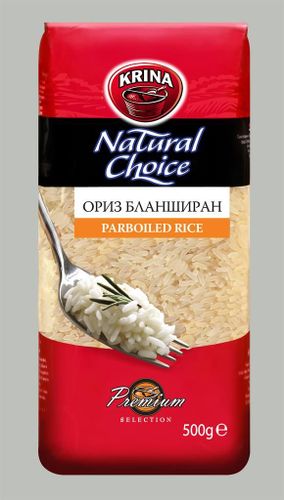 KRINA
Natural
Choice
ОРИЗ БЛАНШИРАН
PARBOILED RICE
Premium
SELECTION
500g ℮